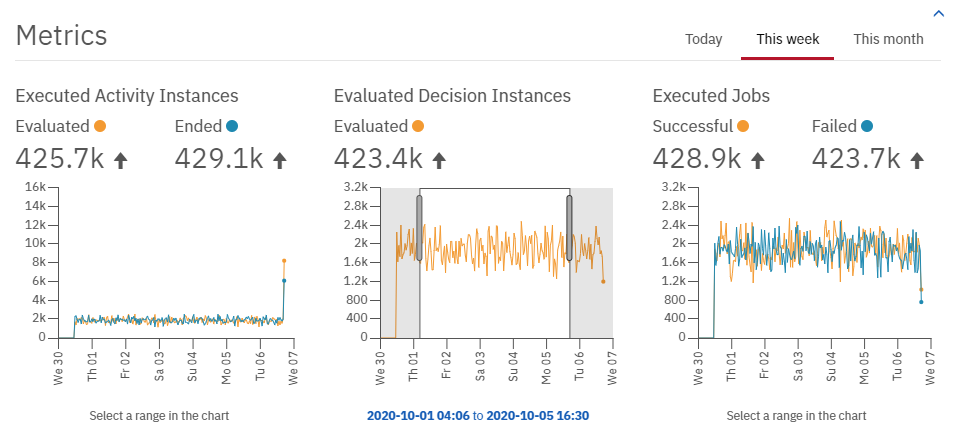 Metrics
Today This week This month
Executed Activity Instances
Evaluated Ended
425.7k 429.1k
16k
14k
12k
10k
8k
6k
4k
2k
0
We 30 Th 01 Fr 02 Sa 03 Su 04 Mo 05 Tu 06 We 07
Select a range in the chart
Evaluated Decision Instances
Evaluated
423.4k
3.2k
2.8k
2.4k
2k
1.6k
1.2k
800
400
0
We 30 Th 01 Fr 02 Sa 03 Su 04 Mo 05 Tu 06 We 07
2020-10-01 04:06 to 2020-10-05 16:30
Executed Jobs
Successful Failed
428.9k 423.7k
3.2k
2.8k
2.4k
2k
1.6k
1.2k
800
400
0
We 30 Th 01 Fr 02 Sa 03 Su 04 Mo 05 Tu 06 We 07
Select a range in the chart